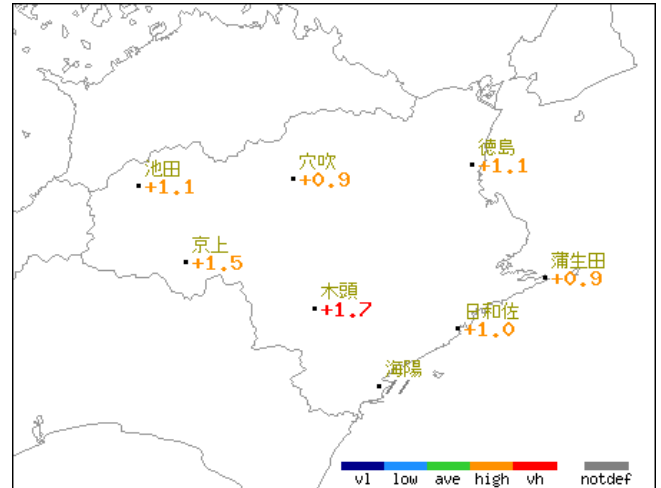 徳島
+1.1
穴吹
+0.9
池田
+1.1
京上
+1.5
蒲生田
+0.9
木頭
+1.7
日和佐
+1.0
海陽
vl low ave high vh notdef